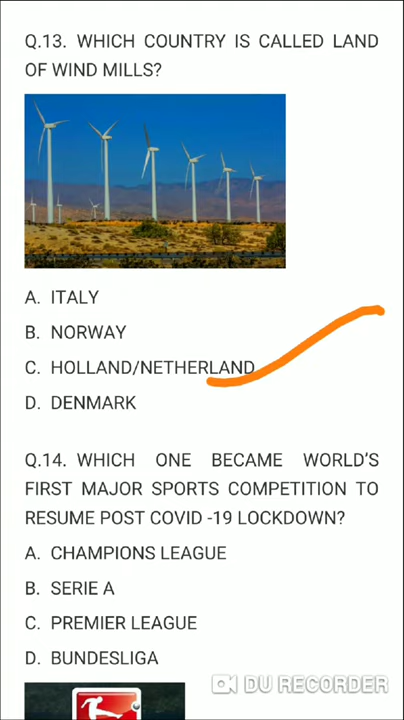 Q.13. WHICH COUNTRY IS CALLED LAND
OF WIND MILLS?
A. ITALY
B. NORWAY
C. HOLLAND/NETHERLAND
D. DENMARK
Q.14. WHICH ONE BECAME WORLD'S
FIRST MAJOR SPORTS COMPETITION TO
RESUME POST COVID -19 LOCKDOWN?
A. CHAMPIONS LEAGUE
B. SERIE A
C. PREMIER LEAGUE
D. BUNDESLIGA
DU RECORDER